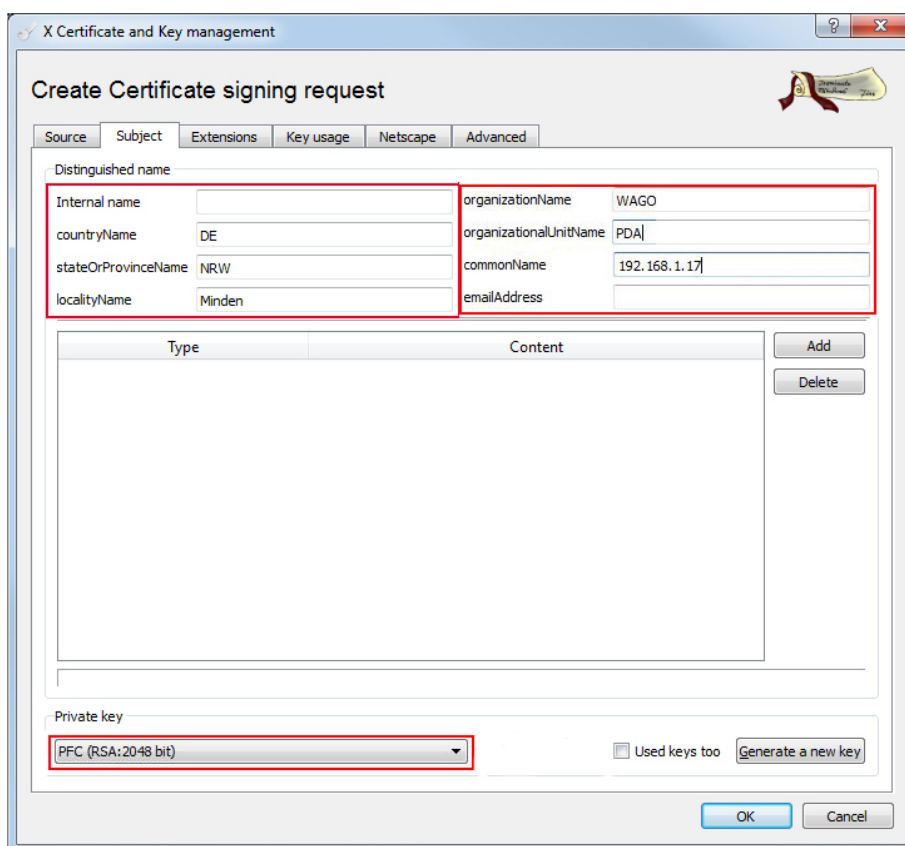 X Certificate and Key management
Create Certificate signing request
Source Subject Extensions Key usage Netscape Advanced
Distinguished name
Internal name
countryName DE
stateOrProvinceName NRW
localityName Minden
organizationName WAGO
organizationalUnitName PDA
commonName 192.168.1.17
emailAddress
Type Content
Add
Delete
Private key
PFC (RSA:2048 bit)
Used keys too
Generate a new key
OK Cancel